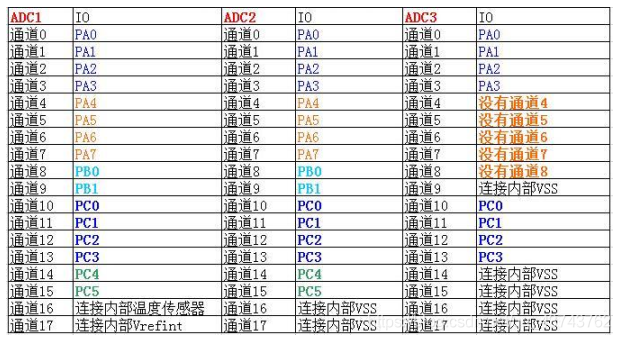 ADC1 IO ADC2 IO ADC3 IO
通道0 PA0 通道0 PA0 通道0 PA0
通道1 PA1 通道1 PA1 通道1 PA1
通道2 PA2 通道2 PA2 通道2 PA2
通道3 PA3 通道3 PA3 通道3 PA3
通道4 PA4 通道4 PA4 通道4 没有通道4
通道5 PA5 通道5 PA5 通道5 没有通道5
通道6 PA6 通道6 PA6 通道6 没有通道6
通道7 PA7 通道7 PA7 通道7 没有通道7
通道8 PB0 通道8 PB0 通道8 没有通道8
通道9 PB1 通道9 PB1 通道9 连接内部VSS
通道10 PC0 通道10 PC0 通道10 PC0
通道11 PC1 通道11 PC1 通道11 PC1
通道12 PC2 通道12 PC2 通道12 PC2
通道13 PC3 通道13 PC3 通道13 PC3
通道14 PC4 通道14 PC4 通道14 连接内部VSS
通道15 PC5 通道15 PC5 通道15 连接内部VSS
通道16 连接内部温度传感器 通道16 连接内部VSS 通道16 连接内部VSS
通道17 连接内部Vrefint 通道17 连接内部VSS 通道17 连接内部VSS